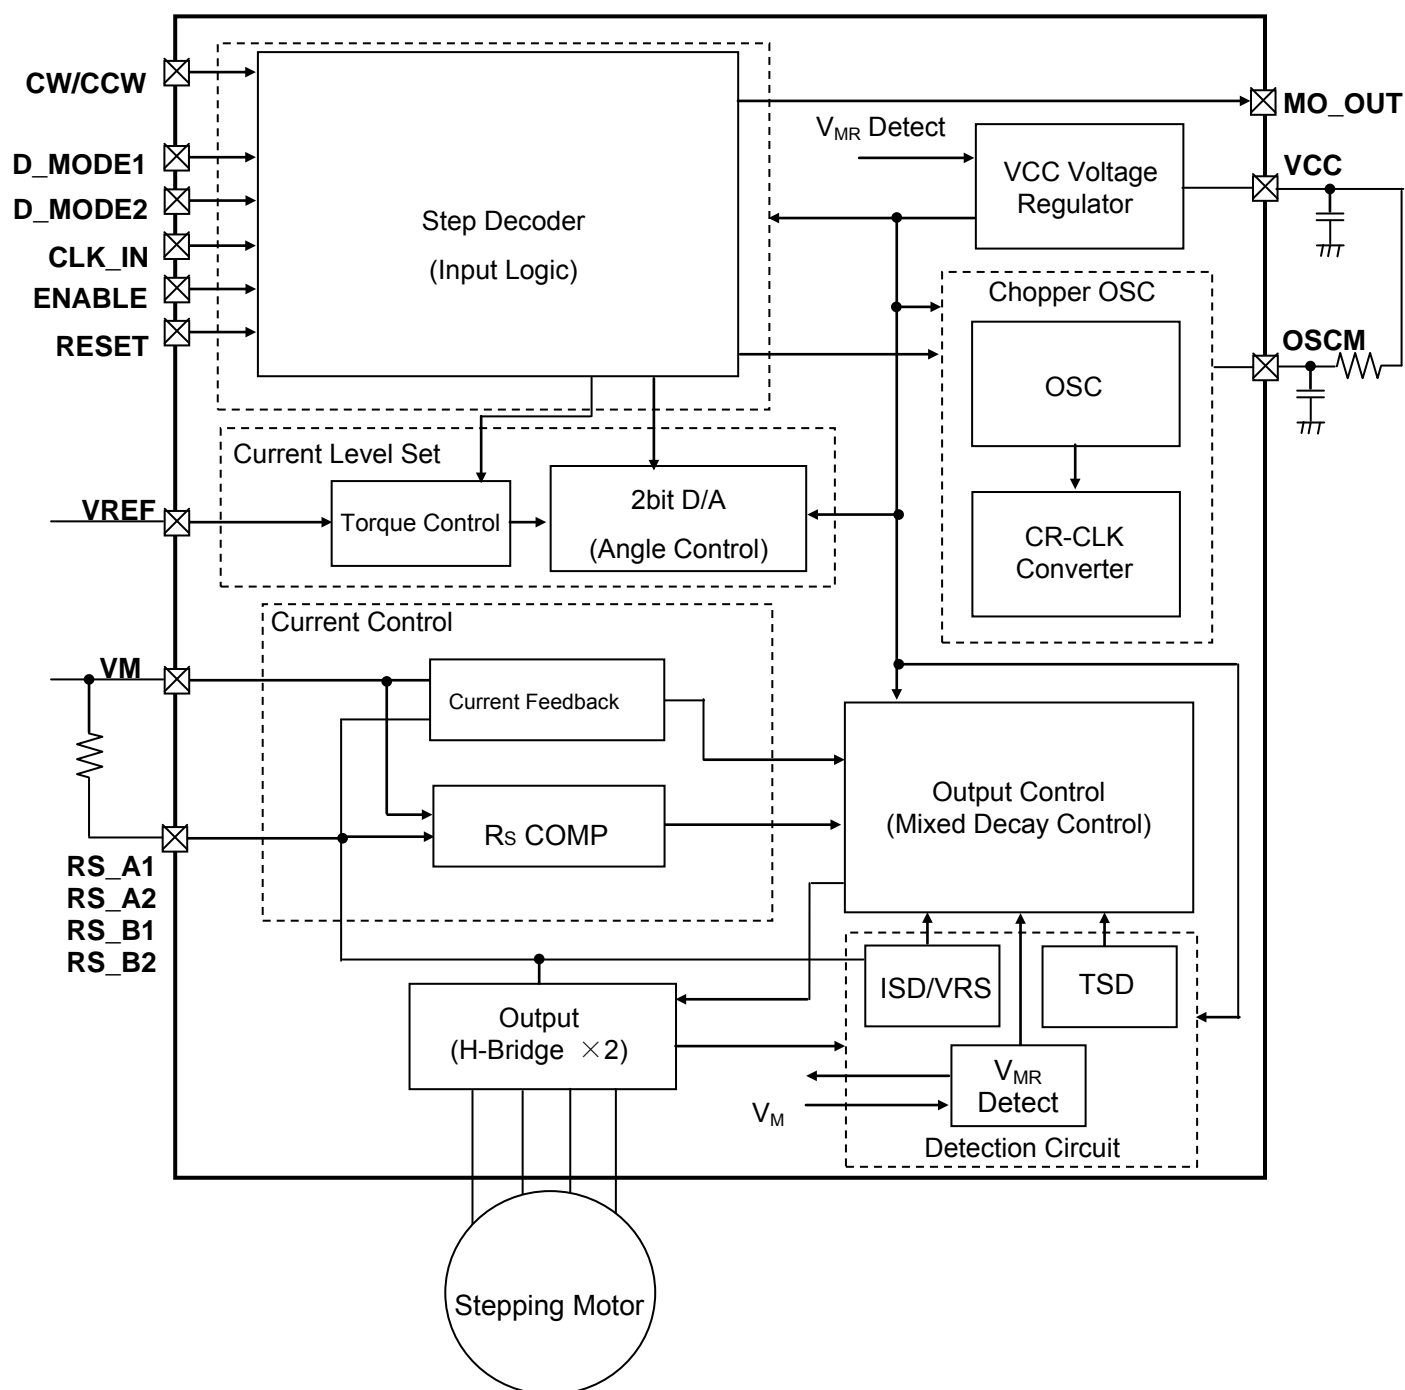 CW/CCW
D_MODE1
D_MODE2
CLK_IN
ENABLE
RESET
Step Decoder
(Input Logic)
MO_OUT
VMR Detect
VCC Voltage
Regulator
VCC
Chopper OSC
OSC
CR-CLK
Converter
OSCM
Current Level Set
VREF
Torque Control
2bit D/A
(Angle Control)
Current Control
VM
Current Feedback
RS COMP
RS_A1
RS_A2
RS_B1
RS_B2
Output Control
(Mixed Decay Control)
ISD/VRS
TSD
Output
(H-Bridge ×2)
VMR
Detect
VM
Detection Circuit
Stepping Motor